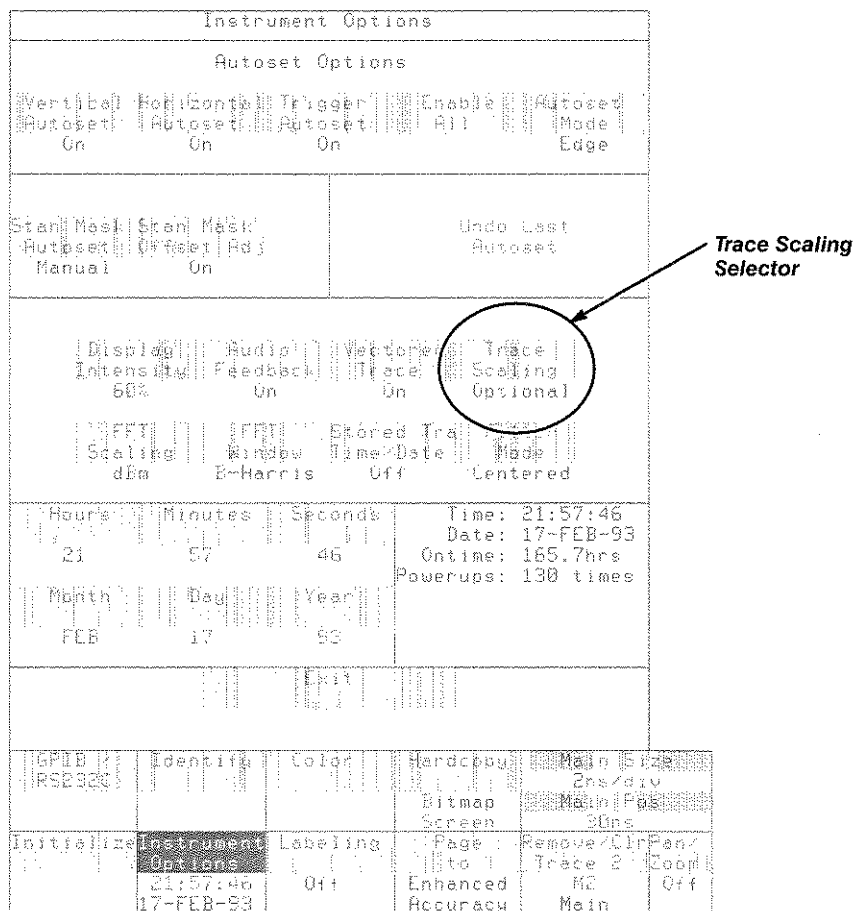 Instrument Options
Autoset Options
Vertical Horizontal Trigger Enable Autoset
Autoset Autoset Autoset All Mode
On On On Edge
Stan Mask Stan Mask Undo Last
Autoset Offset Adj Autoset
Manual On
Trace Scaling
Selector
Display Audio Vectored Trace
Intensity Feedback Trace Scaling
60% On On Optional
FFT FFT Stored Tra
Scaling Window Time/Date Mode
dBm B-Harris Off Centered
Hours Minutes Seconds Time: 21:57:46
Date: 17-FEB-93
21 57 46 Ontime: 165.7hrs
Powerups: 130 times
Month Day Year
FEB 17 93
Exit
GPIB / Identify Color Hardcopy Main Size
RS232C 2ns/div
Bitmap Main Pos
Screen 30ns
Initialize Instrument Labeling Page Remove/Clr Pan/
Options to Trace 2 Zoom
21:57:46 Off Enhanced M2 Off
17-FEB-93 Accuracy Main